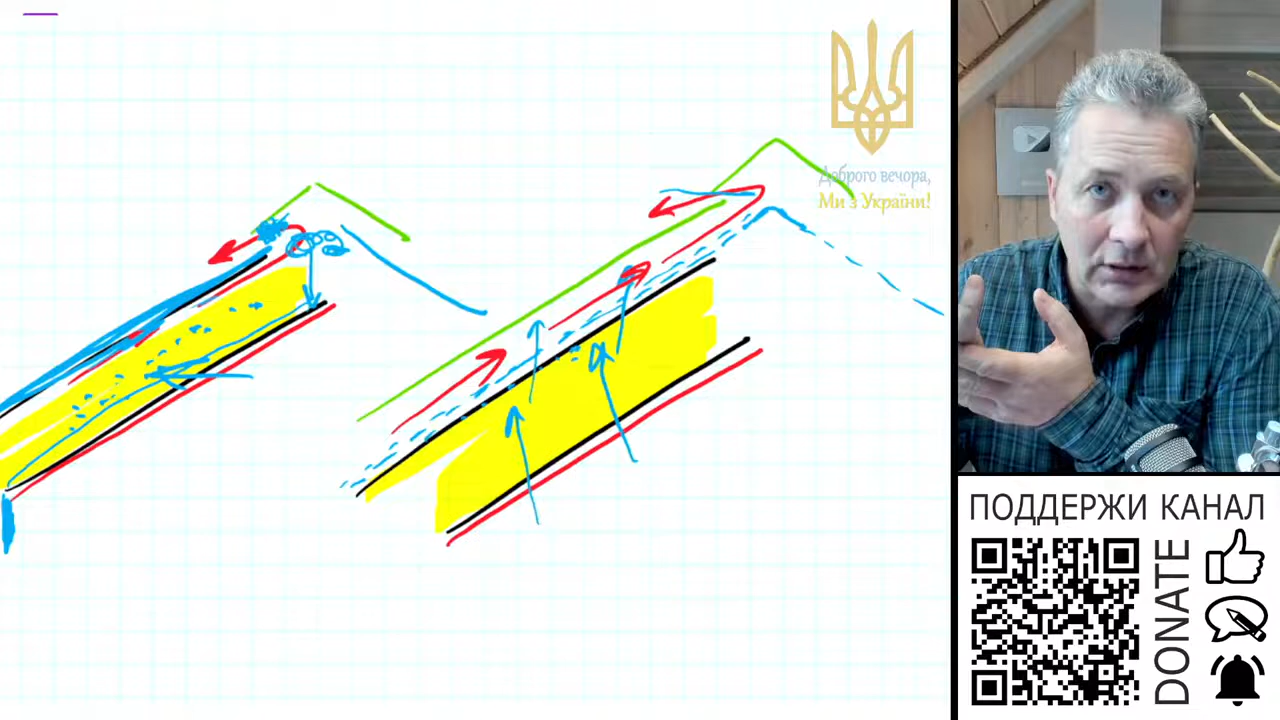 Доброго вечора,
Ми з України!
ПОДДЕРЖИ КАНАЛ
DONATE